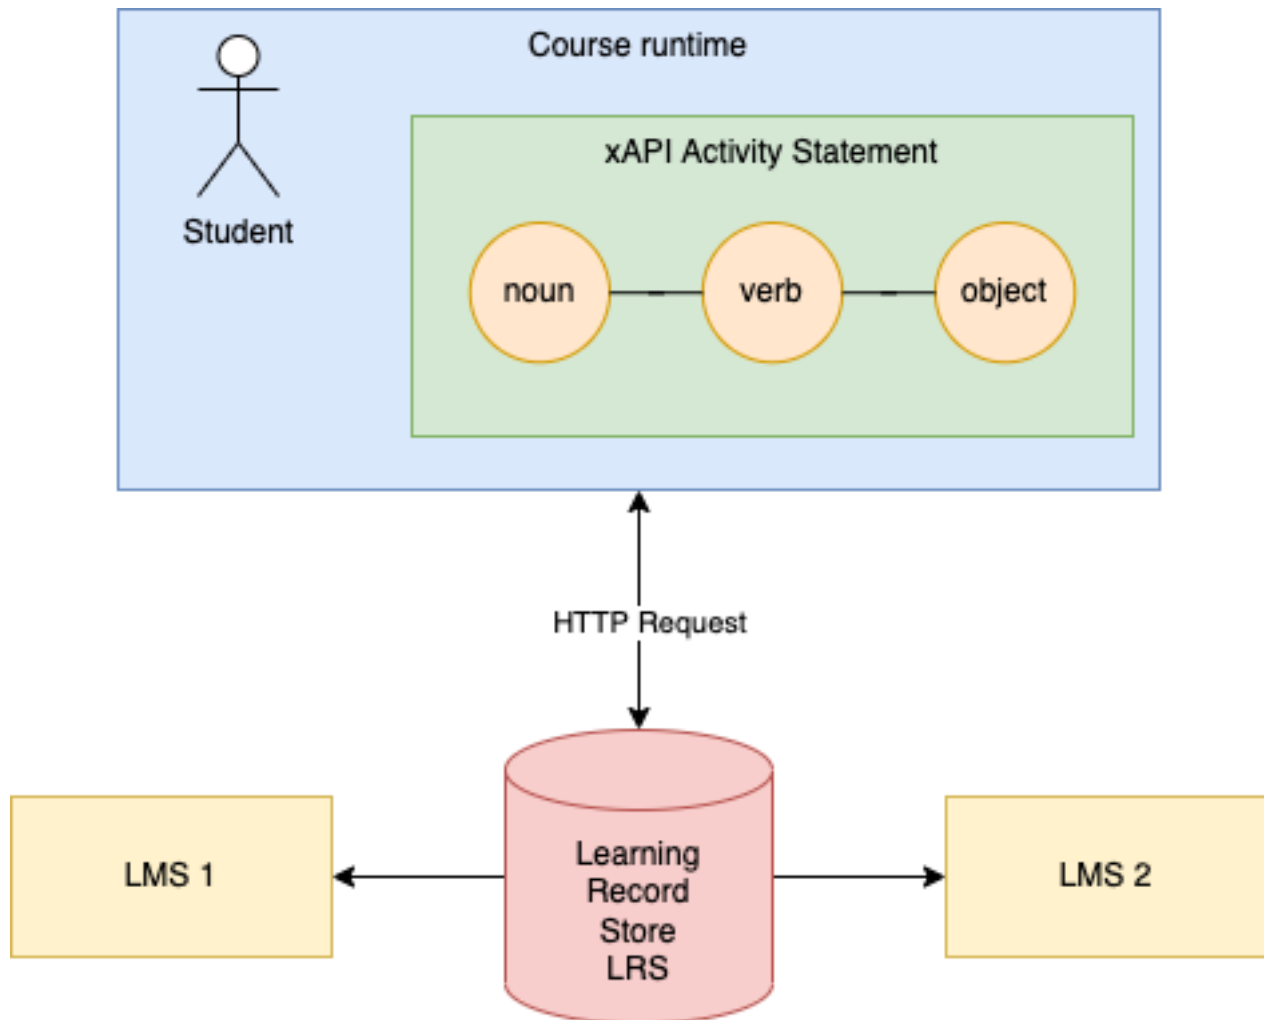 Course runtime
xAPI Activity Statement
Student
noun
verb
object
HTTP Request
LMS 1
Learning
Record
Store
LRS
LMS 2